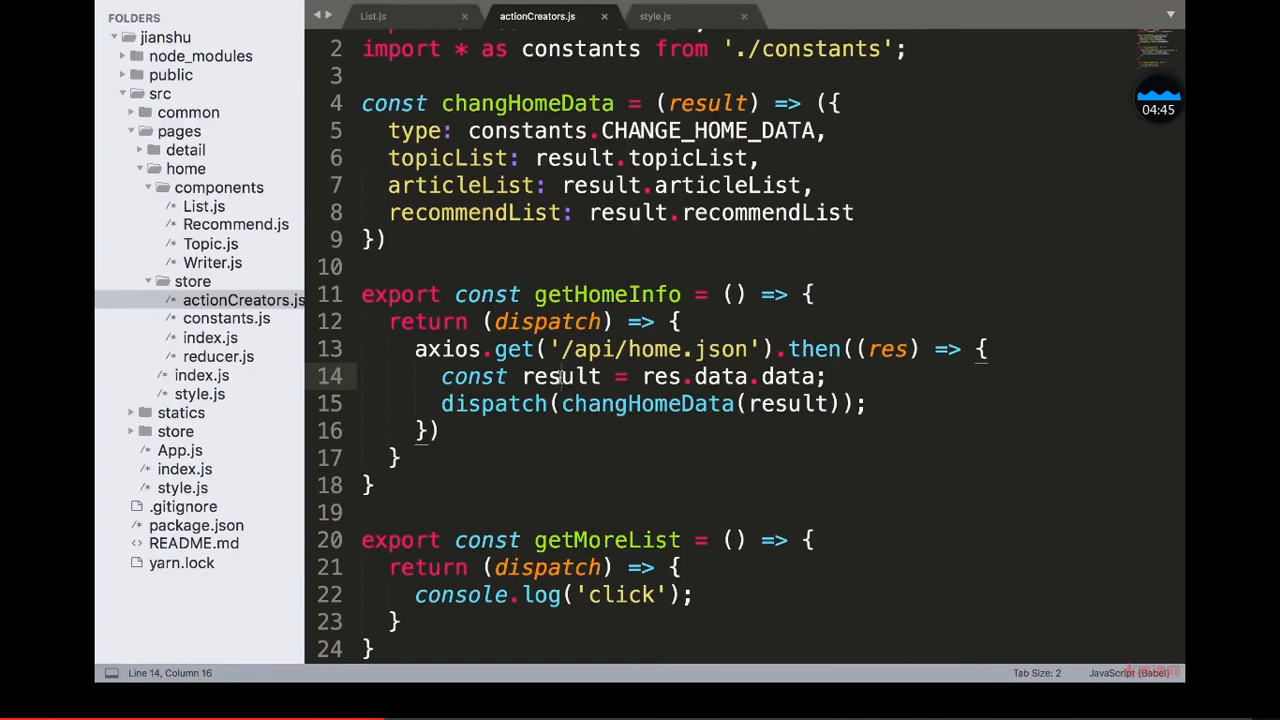 FOLDERS
jianshu
node_modules
public
src
common
pages
detail
home
components
List.js
Recommend.js
Topic.js
Writer.js
store
actionCreators.js
constants.js
index.js
reducer.js
index.js
style.js
statics
store
App.js
index.js
style.js
.gitignore
package.json
README.md
yarn.lock
List.js
actionCreators.js
style.js
04:45
2 import * as constants from './constants';
3
4 const changHomeData = (result) => ({
5 type: constants.CHANGE_HOME_DATA,
6 topicList: result.topicList,
7 articleList: result.articleList,
8 recommendList: result.recommendList
9 })
10
11 export const getHomeInfo = () => {
12 return (dispatch) => {
13 axios.get('/api/home.json').then((res) => {
14 const result = res.data.data;
15 dispatch(changHomeData(result));
16 })
17 }
18 }
19
20 export const getMoreList = () => {
21 return (dispatch) => {
22 console.log('click');
23 }
24 }
Line 14, Column 16
Tab Size: 2
JavaScript (Babel)